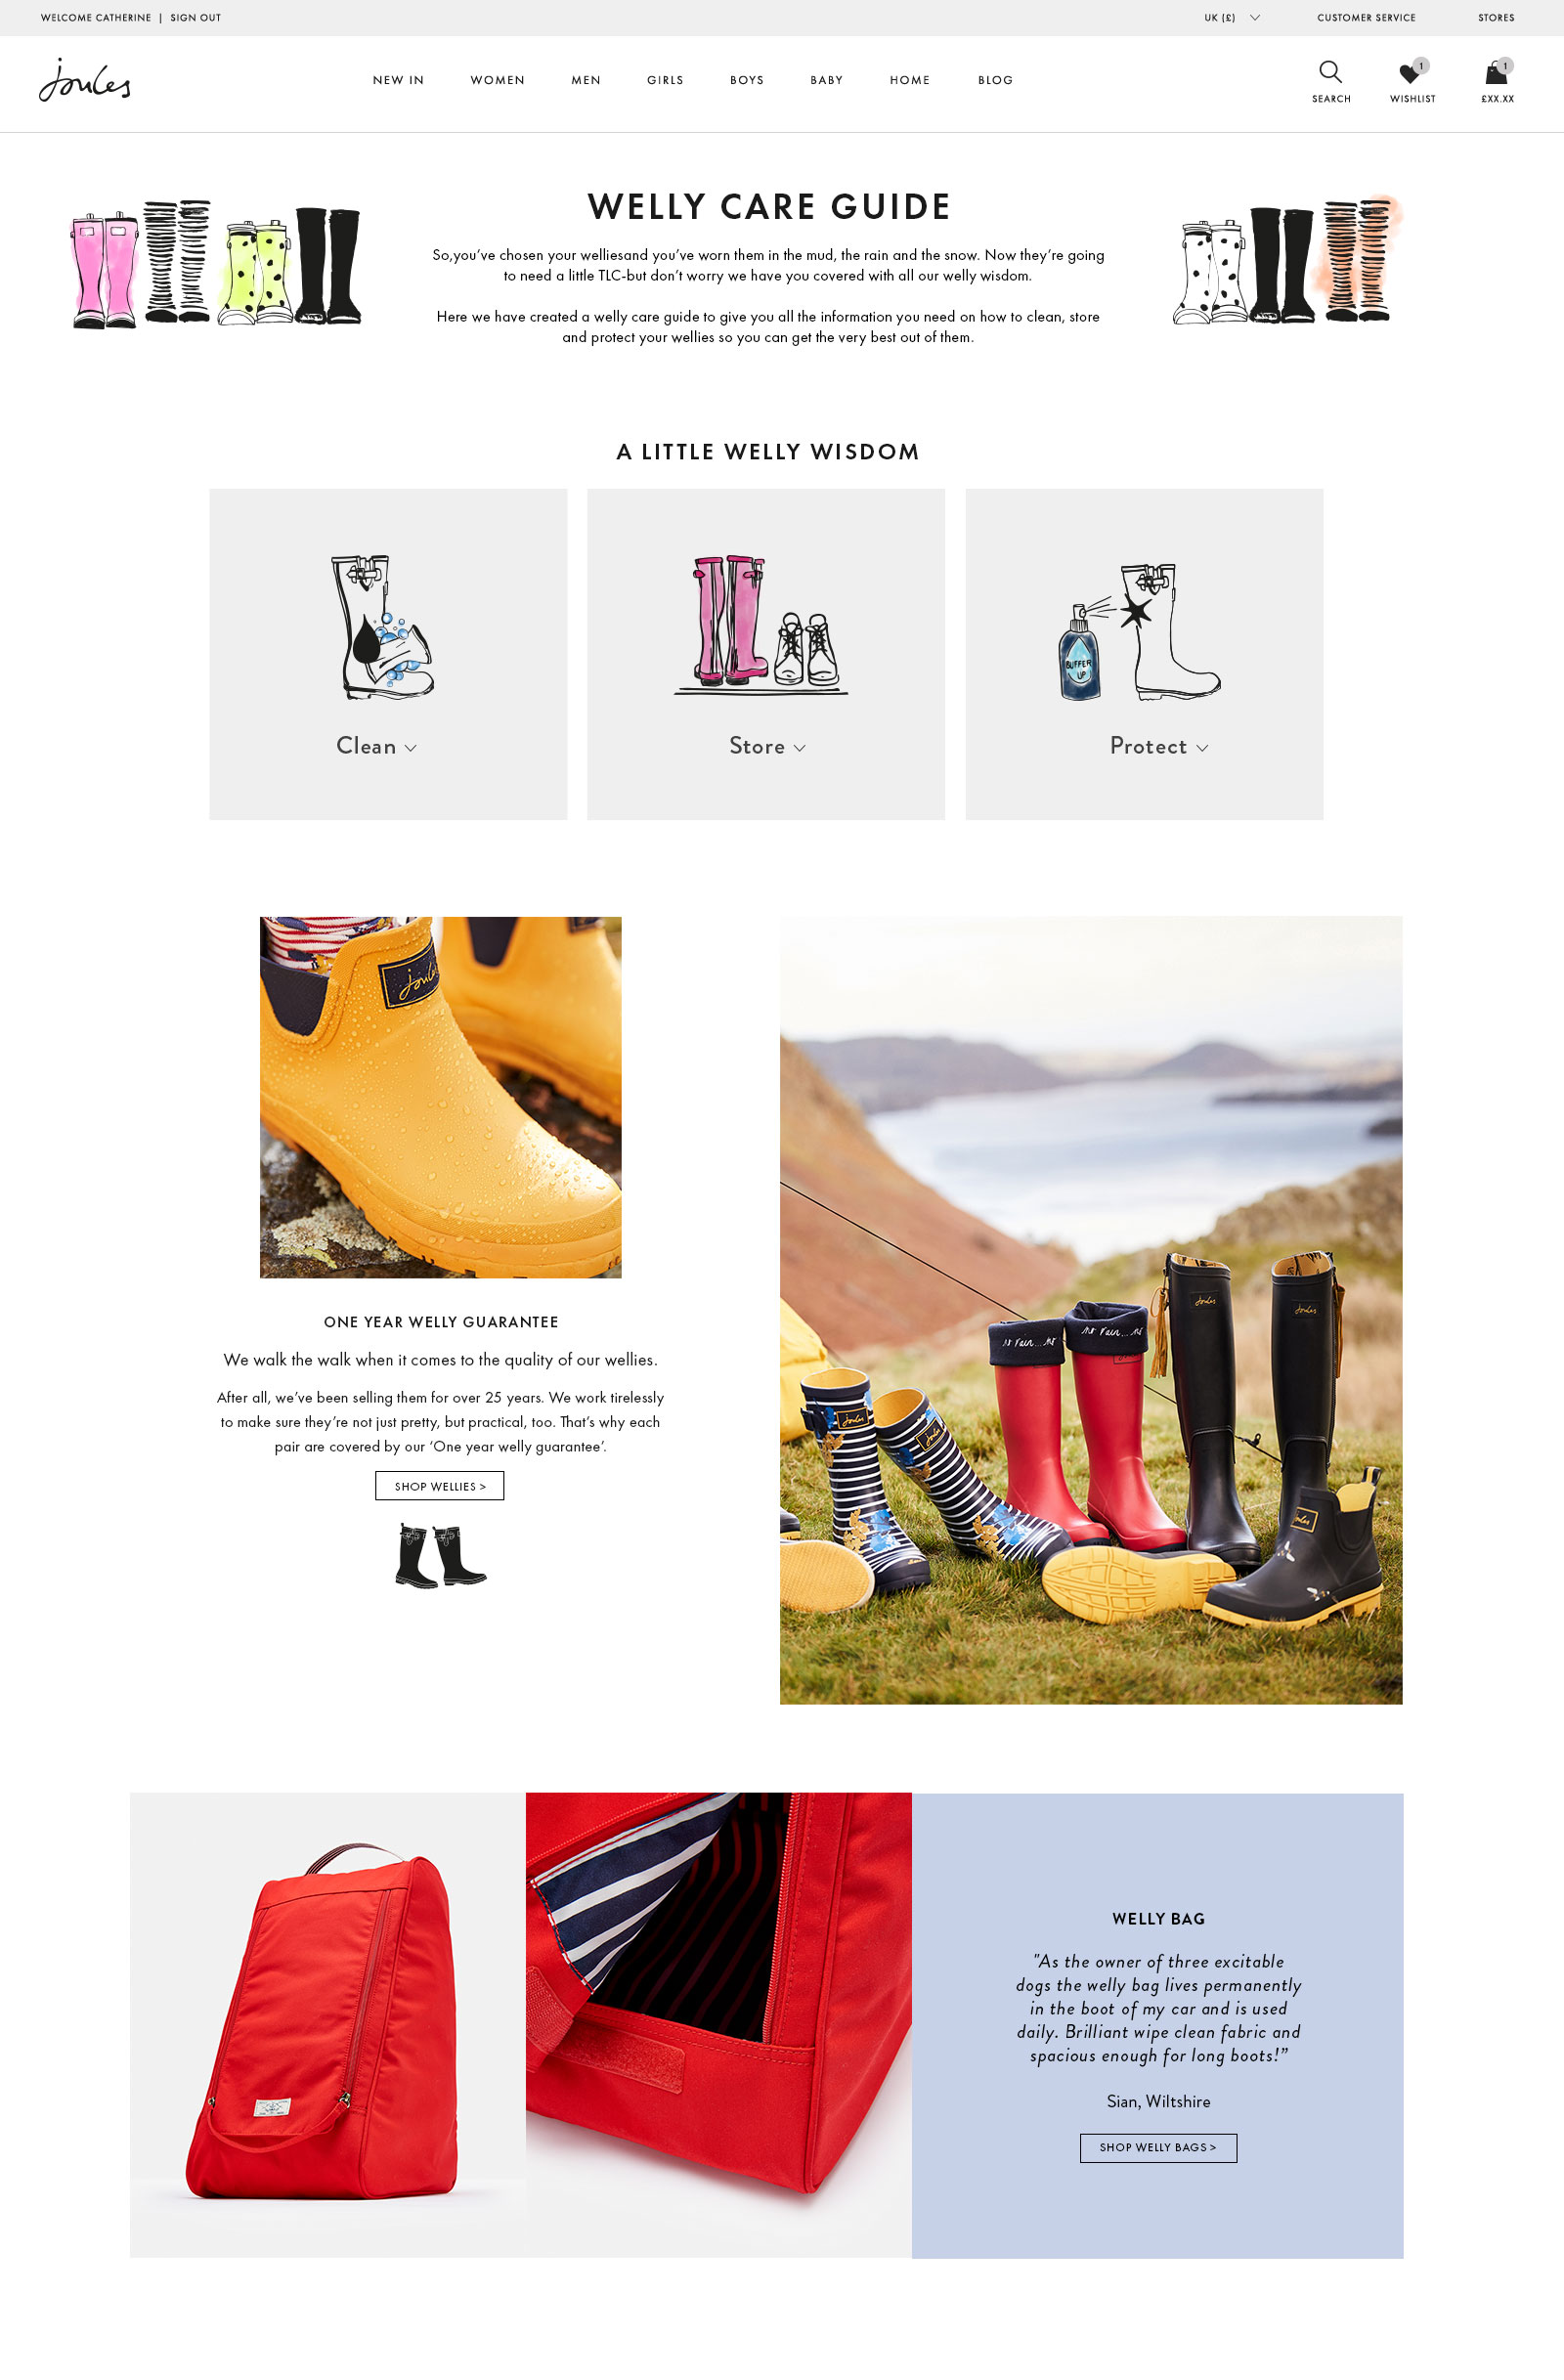 WELCOME CATHERINE | SIGN OUT
UK (£)
CUSTOMER SERVICE
STORES
Joules
NEW IN
WOMEN
MEN
GIRLS
BOYS
BABY
HOME
BLOG
1
1
SEARCH
WISHLIST
£XX.XX
WELLY CARE GUIDE
So,you’ve chosen your welliesand you’ve worn them in the mud, the rain and the snow. Now they’re going
to need a little TLC-but don’t worry we have you covered with all our welly wisdom.
Here we have created a welly care guide to give you all the information you need on how to clean, store
and protect your wellies so you can get the very best out of them.
A LITTLE WELLY WISDOM
BUFFER
UP
Clean
Store
Protect
Joules
ONE YEAR WELLY GUARANTEE
We walk the walk when it comes to the quality of our wellies.
After all, we’ve been selling them for over 25 years. We work tirelessly
to make sure they’re not just pretty, but practical, too. That’s why each
pair are covered by our ‘One year welly guarantee’.
SHOP WELLIES >
Joules
Joules
Joules
Joules
Joules
WELLY BAG
"As the owner of three excitable
dogs the welly bag lives permanently
in the boot of my car and is used
daily. Brilliant wipe clean fabric and
spacious enough for long boots!”
Sian, Wiltshire
SHOP WELLY BAGS >